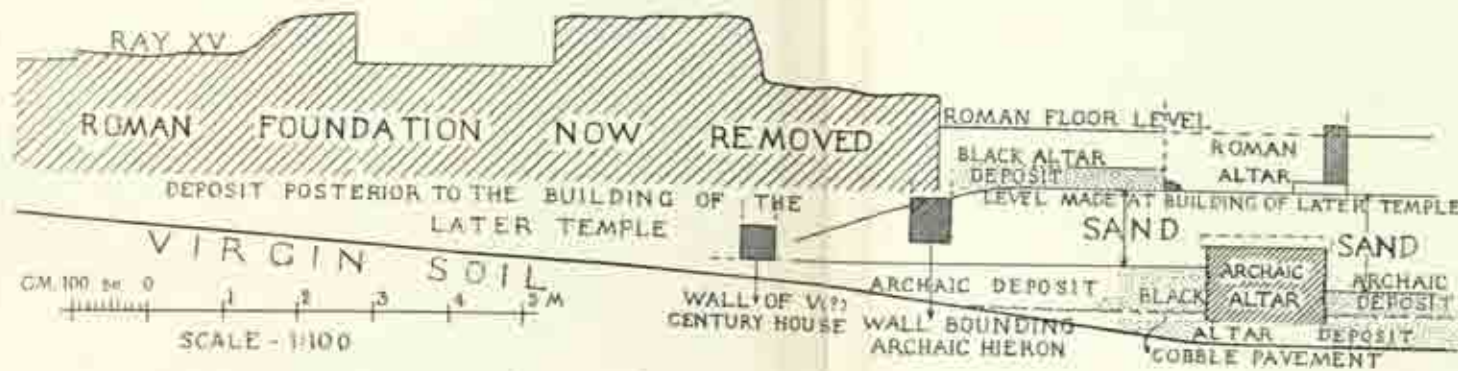 RAY XV
ROMAN FOUNDATION NOW REMOVED
ROMAN FLOOR LEVEL
BLACK ALTAR
DEPOSIT
ROMAN
ALTAR
DEPOSIT POSTERIOR TO THE BUILDING OF THE
LATER TEMPLE
LEVEL MADE AT BUILDING OF LATER TEMPLE
SAND
SAND
VIRGIN SOIL
ARCHAIC DEPOSIT
ARCHAIC
ALTAR
ARCHAIC
DEPOSIT
BLACK
ALTAR DEPOSIT
COBBLE PAVEMENT
WALL OF V(?)
CENTURY HOUSE
WALL BOUNDING
ARCHAIC HIERON
CM. 100 50 0 1 2 3 4 5 M
SCALE - 1:100